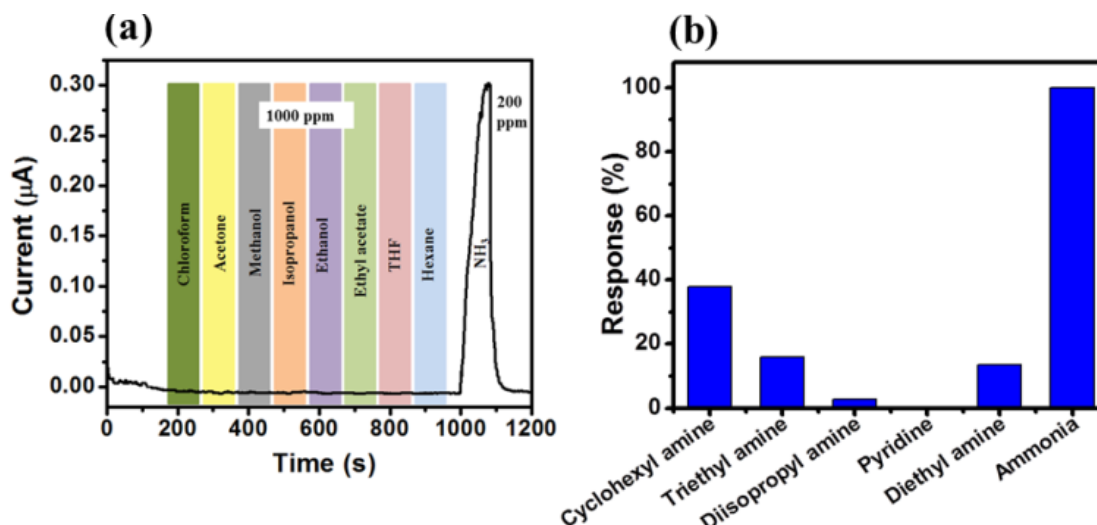 (a)
0.30
0.25
0.20
0.15
0.10
0.05
0.00
Current (μA)
1000 ppm
200
ppm
Chloroform
Acetone
Methanol
Isopropanol
Ethanol
Ethyl acetate
THF
Hexane
NH3
0 200 400 600 800 1000 1200
Time (s)
(b)
100
80
60
40
20
0
Response (%)
Cyclohexyl amine
Triethyl amine
Diisopropyl amine
Pyridine
Diethyl amine
Ammonia